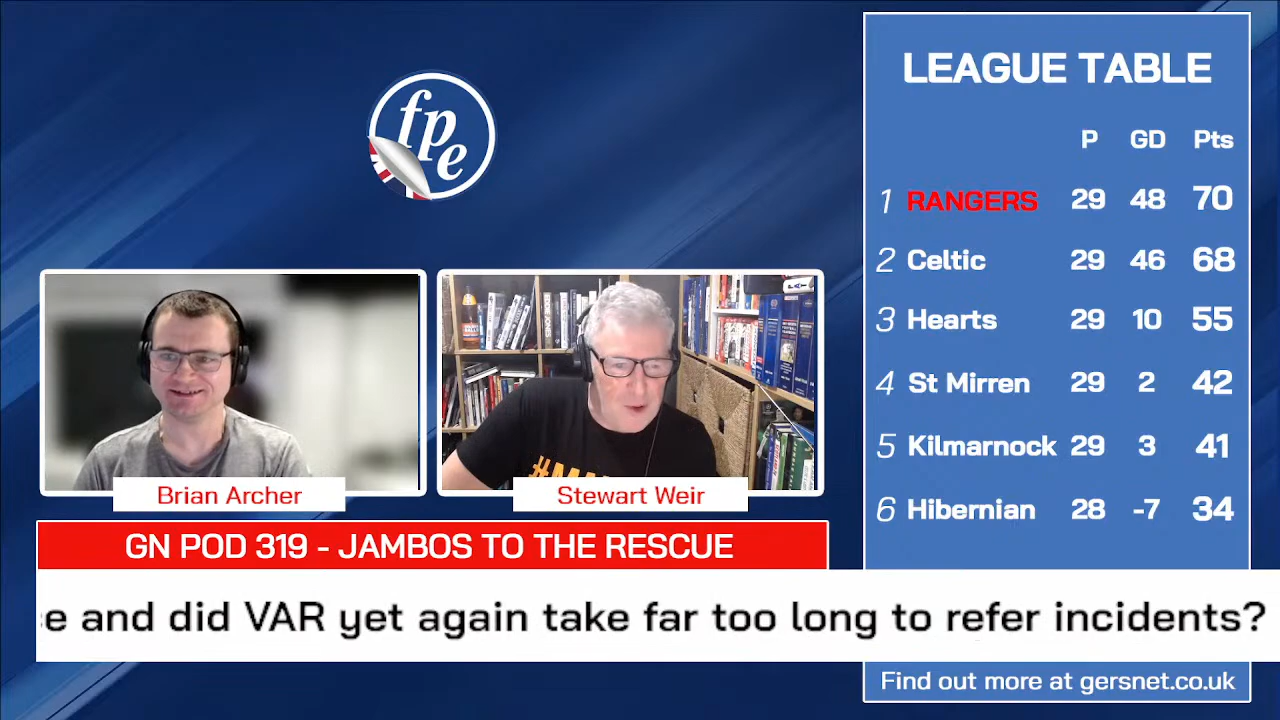 fpe
LEAGUE TABLE
P GD Pts
1 RANGERS 29 48 70
2 Celtic 29 46 68
3 Hearts 29 10 55
4 St Mirren 29 2 42
5 Kilmarnock 29 3 41
6 Hibernian 28 -7 34
Brian Archer
Stewart Weir
GN POD 319 - JAMBOS TO THE RESCUE
and did VAR yet again take far too long to refer incidents?
Find out more at gersnet.co.uk